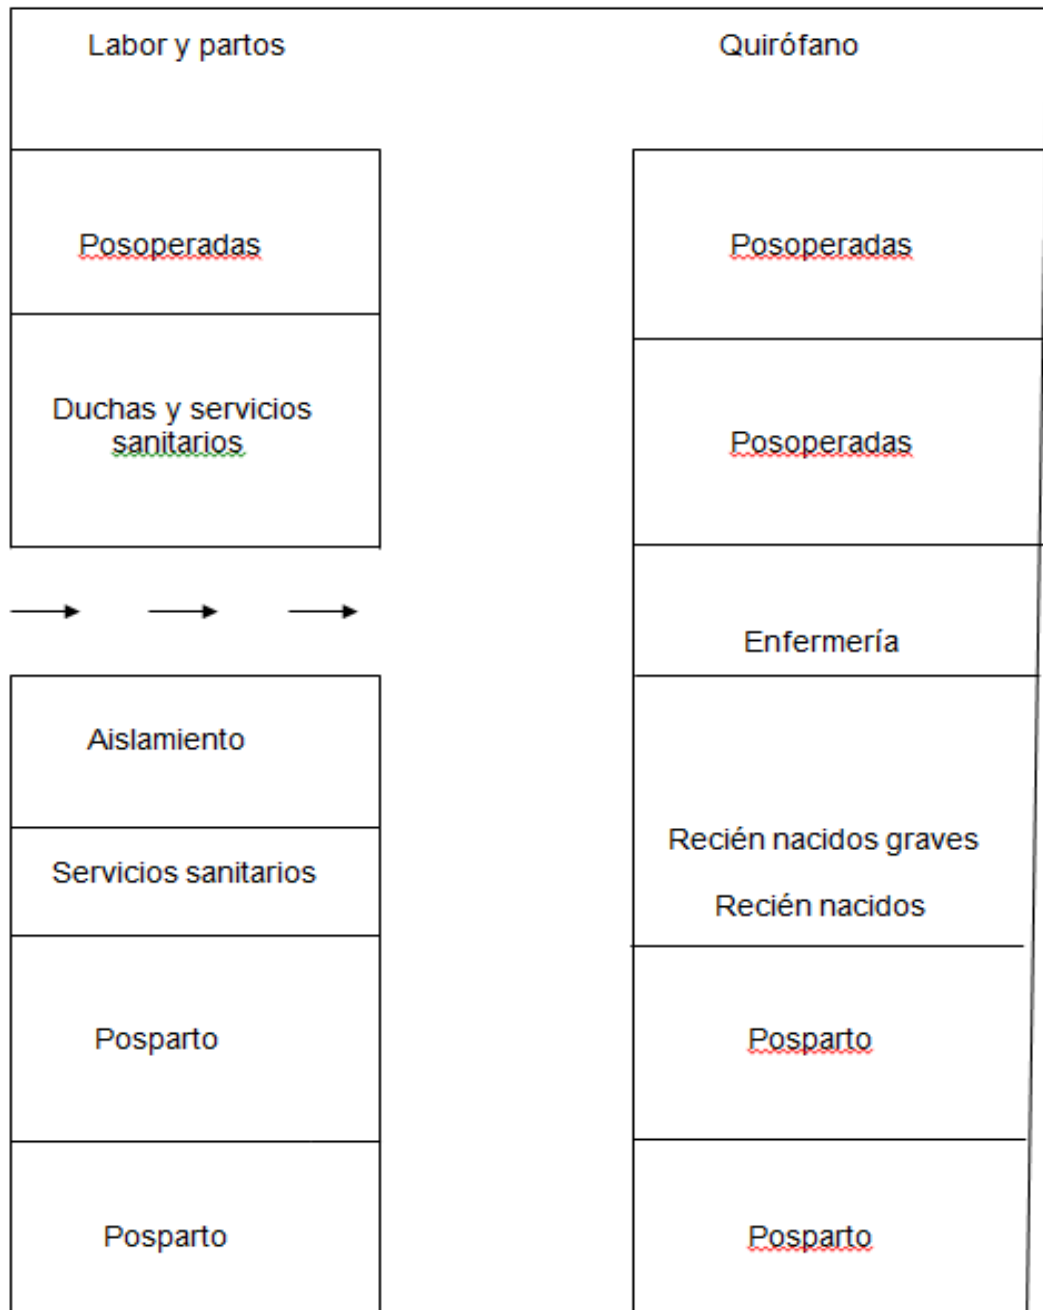 Labor y partos
Quirófano
Posoperadas
Posoperadas
Duchas y servicios
sanitarios
Posoperadas
Enfermería
Aislamiento
Recién nacidos graves
Servicios sanitarios
Recién nacidos
Posparto
Posparto
Posparto
Posparto